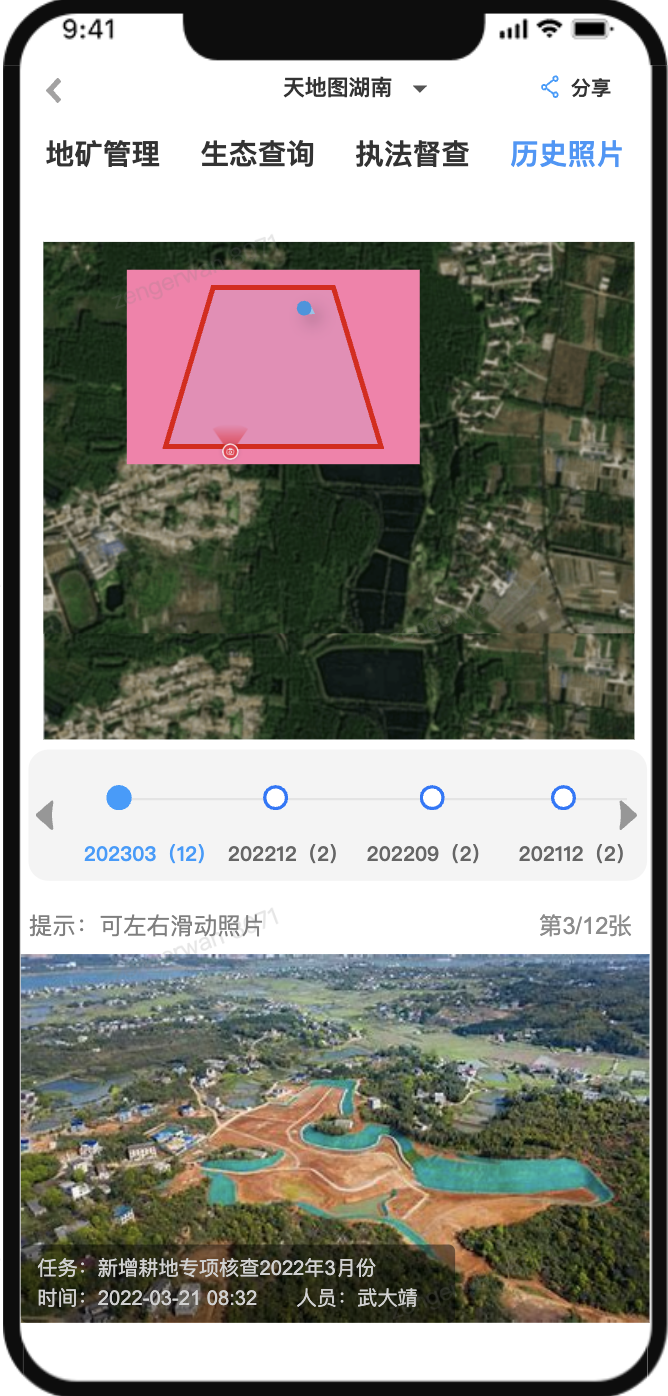 9:41
天地图湖南 分享
地矿管理 生态查询 执法督查 历史照片
202303（12） 202212（2） 202209（2） 202112（2）
提示：可左右滑动照片 第3/12张
任务：新增耕地专项核查2022年3月份
时间：2022-03-21 08:32 人员：武大靖